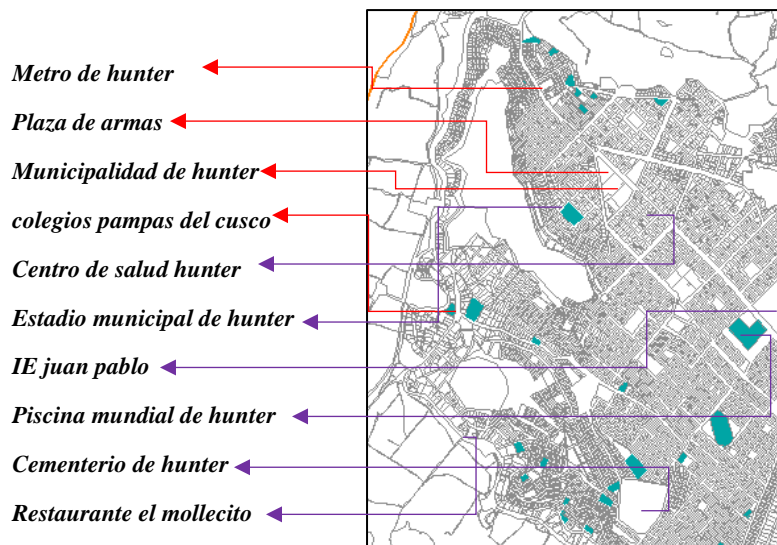 Metro de hunter
Plaza de armas
Municipalidad de hunter
colegios pampas del cusco
Centro de salud hunter
Estadio municipal de hunter
IE juan pablo
Piscina mundial de hunter
Cementerio de hunter
Restaurante el mollecito